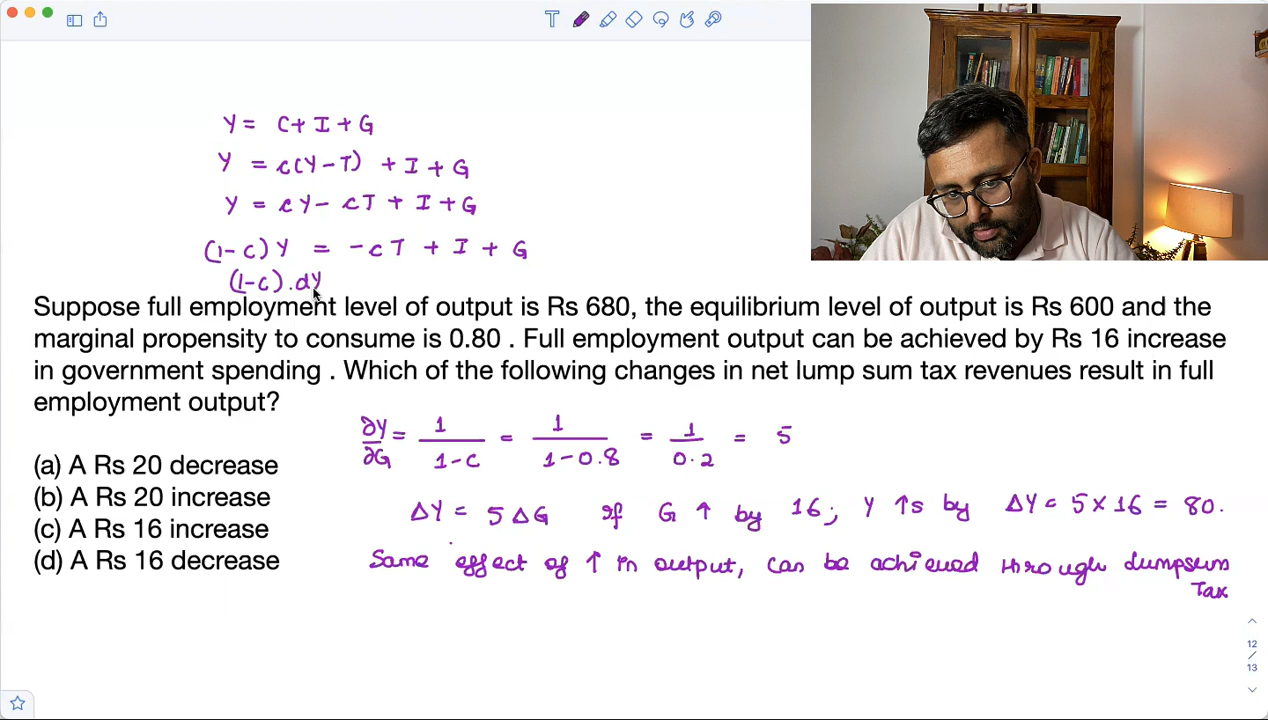 Y = C + I + G
Y = c(Y-T) + I + G
Y = cY - cT + I + G
(1-c) Y = -cT + I + G
(1-c).dY
Suppose full employment level of output is Rs 680, the equilibrium level of output is Rs 600 and the
marginal propensity to consume is 0.80 . Full employment output can be achieved by Rs 16 increase
in government spending . Which of the following changes in net lump sum tax revenues result in full
employment output?
∂Y/∂G = 1/(1-c) = 1/(1-0.8) = 1/0.2 = 5
(a) A Rs 20 decrease
(b) A Rs 20 increase
ΔY = 5 ΔG if G ↑ by 16; Y ↑s by ΔY = 5 × 16 = 80.
(c) A Rs 16 increase
(d) A Rs 16 decrease
Same effect of ↑ in output, can be achieved through lumpsum
Tax
12
/
13